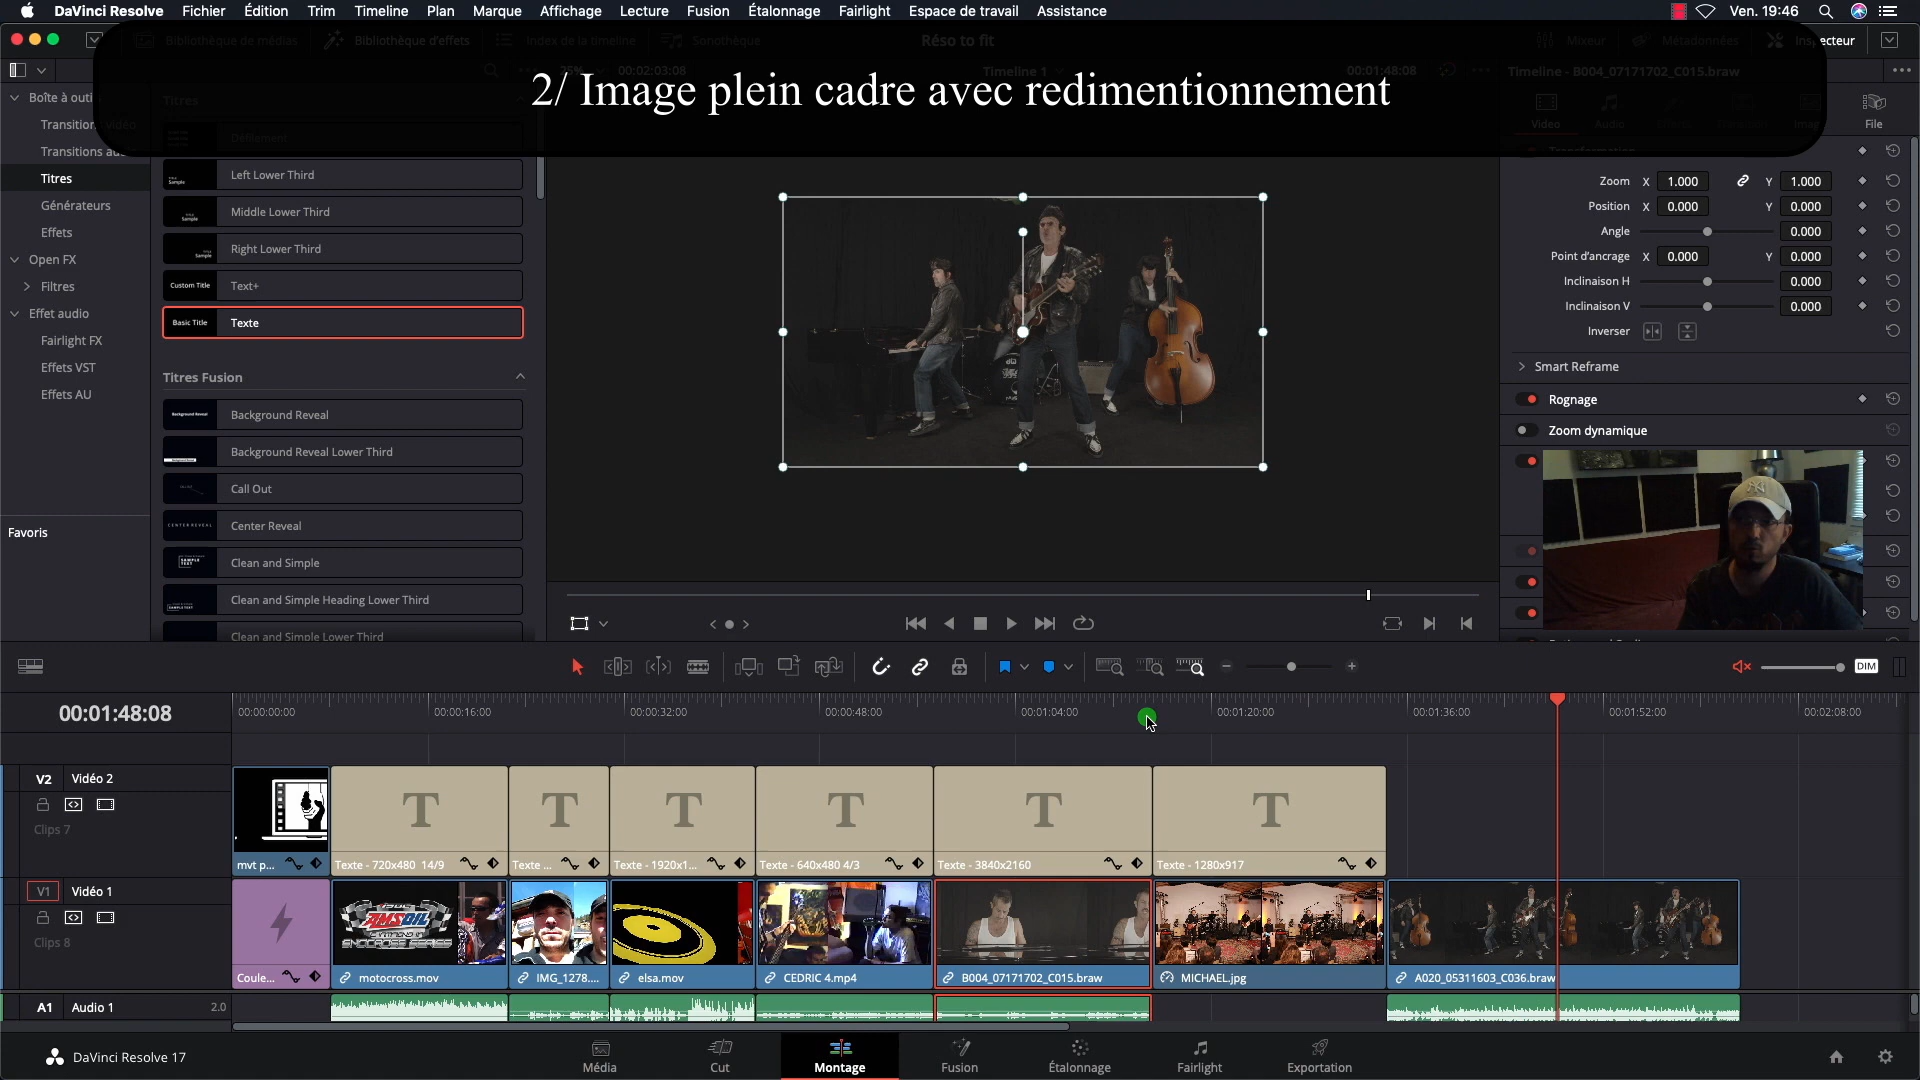 DaVinci Resolve Fichier Édition Trim Timeline Plan Marque Affichage Lecture Fusion Étalonnage Fairlight Espace de travail Assistance Ven. 19:46
Bibliothèque de médias Bibliothèque d'effets Index de la timeline Sonothèque Réso to fit Mixeur Métadonnées Inspecteur
25% 00:02:03:08 Timeline 1 00:01:48:08 Timeline - B004_07171702_C015.braw
2/ Image plein cadre avec redimentionnement
Boîte à outi
Transition vidéo
Transitions au
Titres
Générateurs
Effets
Open FX
Filtres
Effet audio
Fairlight FX
Effets VST
Effets AU
Favoris
Titres
Défilement
Left Lower Third
Middle Lower Third
Right Lower Third
Custom Title Text+
Basic Title Texte
Titres Fusion
Background Reveal Background Reveal
Background Reveal Lower Third
Call Out
CENTER REVEAL Center Reveal
SAMPLE TEXT Clean and Simple
Clean and Simple Heading Lower Third
Clean and Simple Lower Third
Vidéo Audio File
Transformation
Zoom X 1.000 Y 1.000
Position X 0.000 Y 0.000
Angle 0.000
Point d'ancrage X 0.000 Y 0.000
Inclinaison H 0.000
Inclinaison V 0.000
Inverser
Smart Reframe
Rognage
Zoom dynamique
DIM
00:01:48:08
00:00:00:00 00:00:16:00 00:00:32:00 00:00:48:00 00:01:04:00 00:01:20:00 00:01:36:00 00:01:52:00 00:02:08:00
V2 Vidéo 2
Clips 7
mvt p... Texte - 720x480 14/9 Texte ... Texte - 1920x1... Texte - 640x480 4/3 Texte - 3840x2160 Texte - 1280x917
V1 Vidéo 1
Clips 8
AMSOIL
Coule... motocross.mov IMG_1278.... elsa.mov CEDRIC 4.mp4 B004_07171702_C015.braw MICHAEL.jpg A020_05311603_C036.braw
A1 Audio 1 2.0
DaVinci Resolve 17
Média Cut Montage Fusion Étalonnage Fairlight Exportation